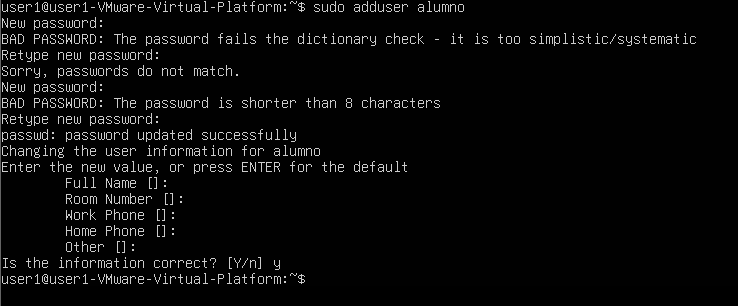 user1@user1-VMware-Virtual-Platform:~$ sudo adduser alumno
New password:
BAD PASSWORD: The password fails the dictionary check - it is too simplistic/systematic
Retype new password:
Sorry, passwords do not match.
New password:
BAD PASSWORD: The password is shorter than 8 characters
Retype new password:
passwd: password updated successfully
Changing the user information for alumno
Enter the new value, or press ENTER for the default
        Full Name []:
        Room Number []:
        Work Phone []:
        Home Phone []:
        Other []:
Is the information correct? [Y/n] y
user1@user1-VMware-Virtual-Platform:~$